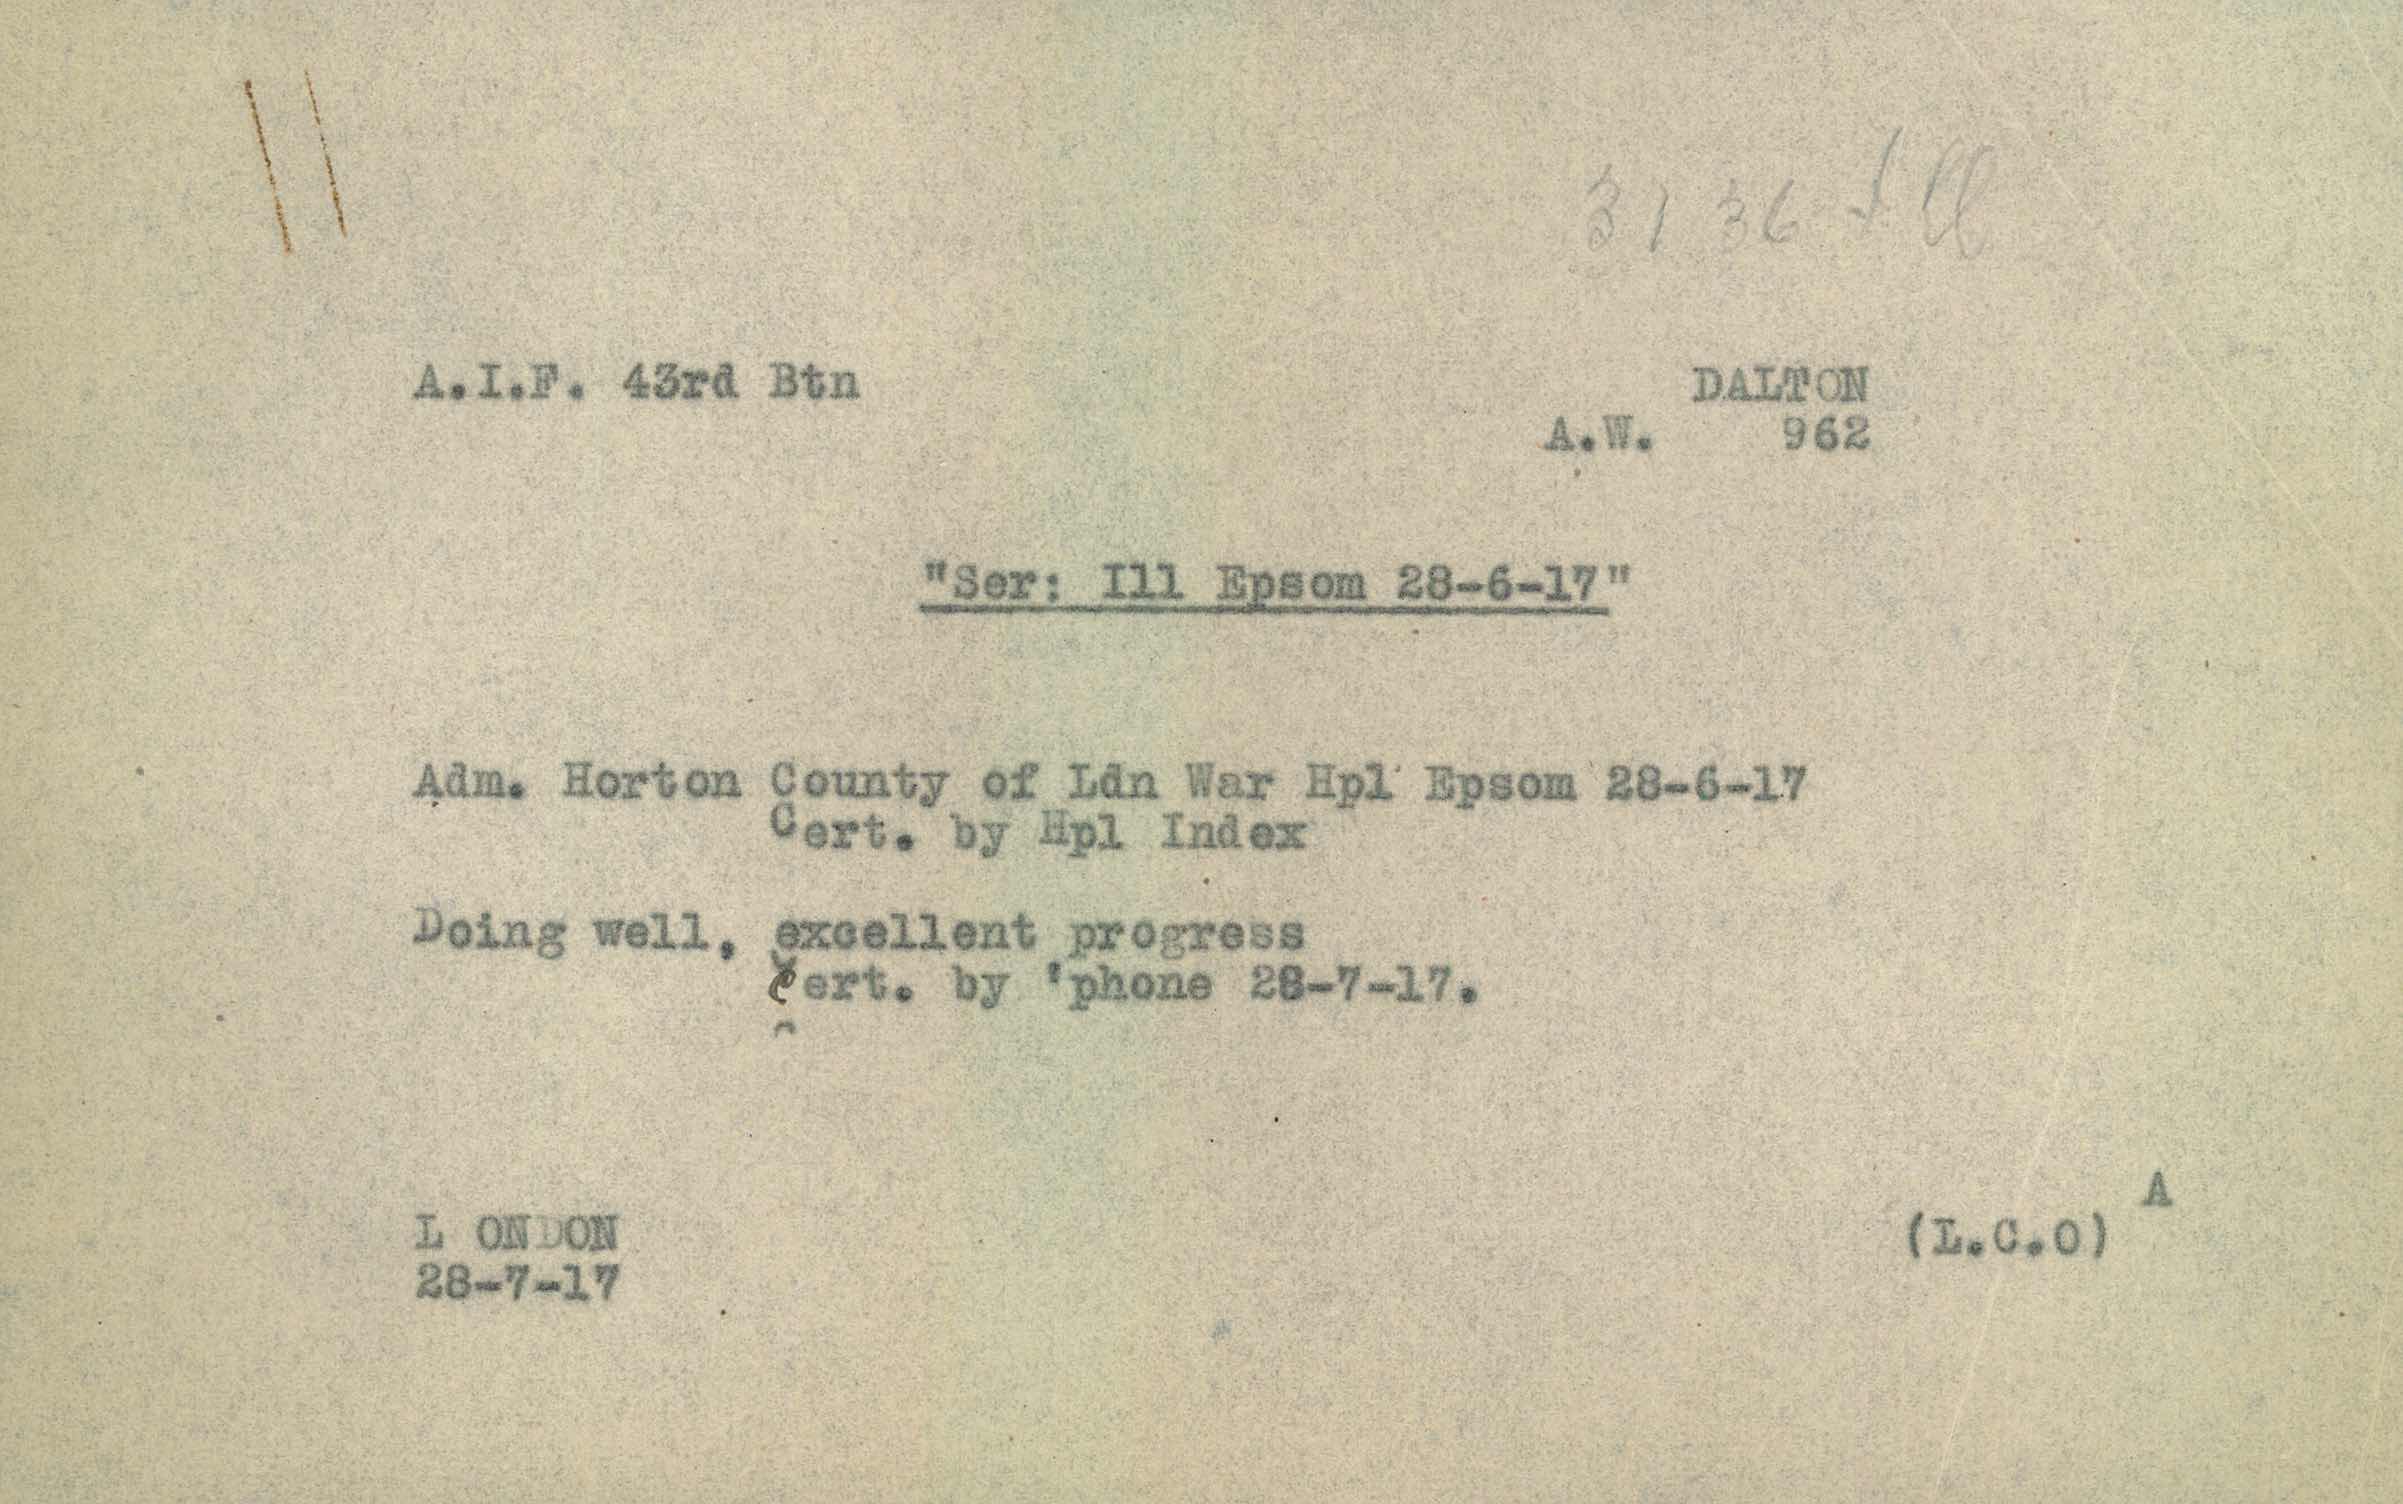 3136
A.I.F. 43rd Btn DALTON
A.W. 962
"Ser: Ill Epsom 28-6-17"
Adm. Horton County of Ldn War Hpl Epsom 28-6-17
Cert. by Hpl Index
Doing well, excellent progress
Cert. by 'phone 28-7-17.
A
L ONDON (L.C.O)
28-7-17